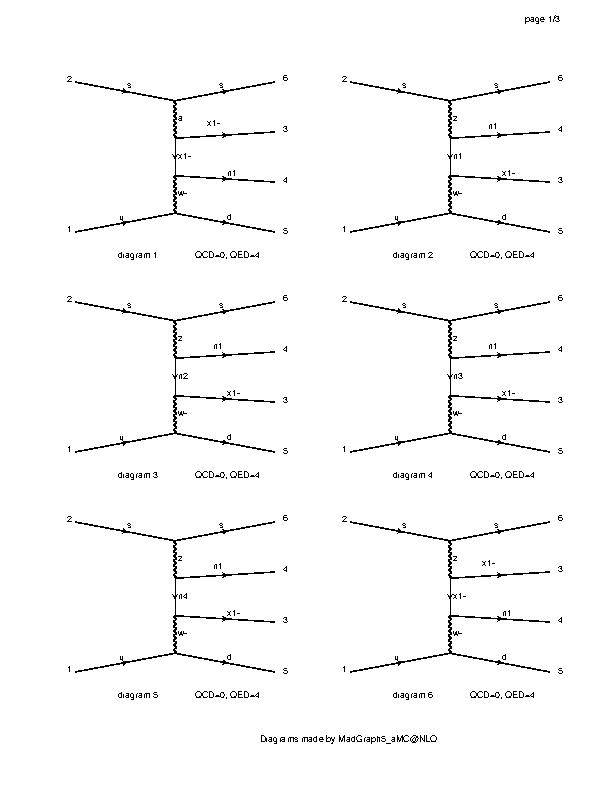 page 1/3
2 s s 6
a
x1- 3
x1-
n1 4
w-
1 u d 5
diagram 1 QCD=0, QED=4
2 s s 6
z
n1 4
n1
x1- 3
w-
1 u d 5
diagram 2 QCD=0, QED=4
2 s s 6
z
n1 4
n2
x1- 3
w-
1 u d 5
diagram 3 QCD=0, QED=4
2 s s 6
z
n1 4
n3
x1- 3
w-
1 u d 5
diagram 4 QCD=0, QED=4
2 s s 6
z
n1 4
n4
x1- 3
w-
1 u d 5
diagram 5 QCD=0, QED=4
2 s s 6
z
x1- 3
x1-
n1 4
w-
1 u d 5
diagram 6 QCD=0, QED=4
Diagrams made by MadGraph5_aMC@NLO